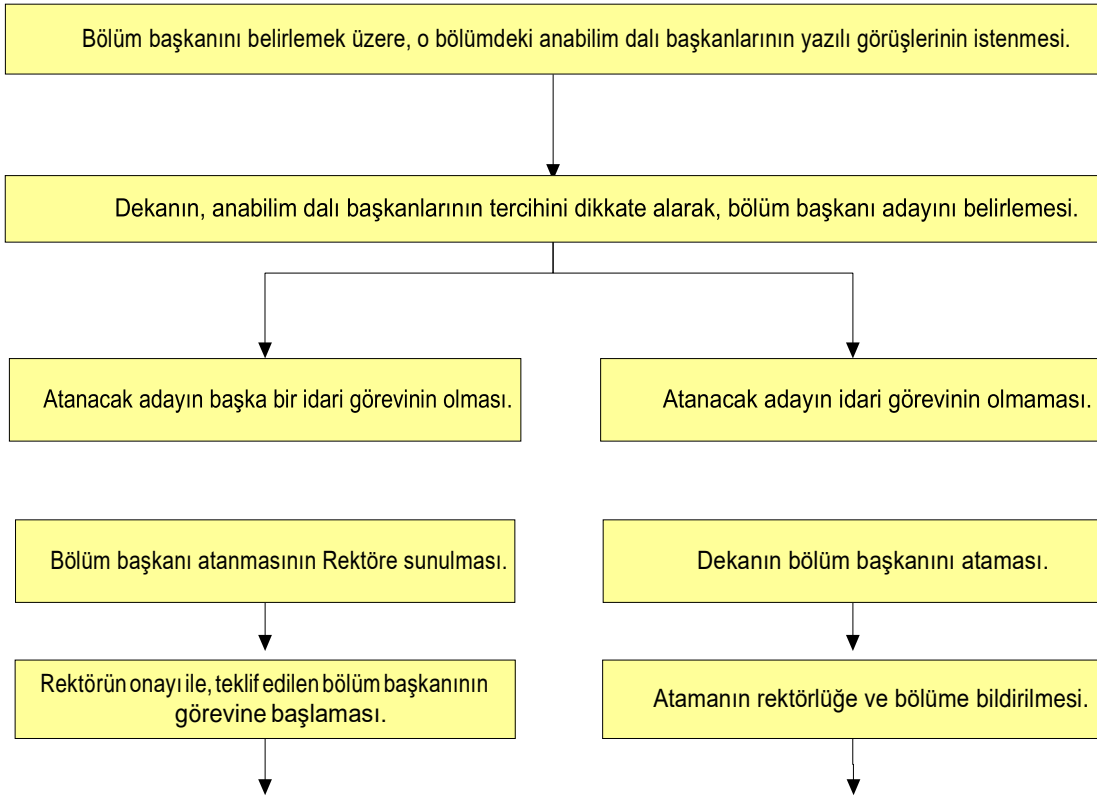 Bölüm başkanını belirlemek üzere, o bölümdeki anabilim dalı başkanlarının yazılı görüşlerinin istenmesi.
Dekanın, anabilim dalı başkanlarının tercihini dikkate alarak, bölüm başkanı adayını belirlemesi.
Atanacak adayın başka bir idari görevinin olması.
Atanacak adayın idari görevinin olmaması.
Bölüm başkanı atanmasının Rektöre sunulması.
Dekanın bölüm başkanını ataması.
Rektörün onayı ile, teklif edilen bölüm başkanının
görevine başlaması.
Atamanın rektörlüğe ve bölüme bildirilmesi.